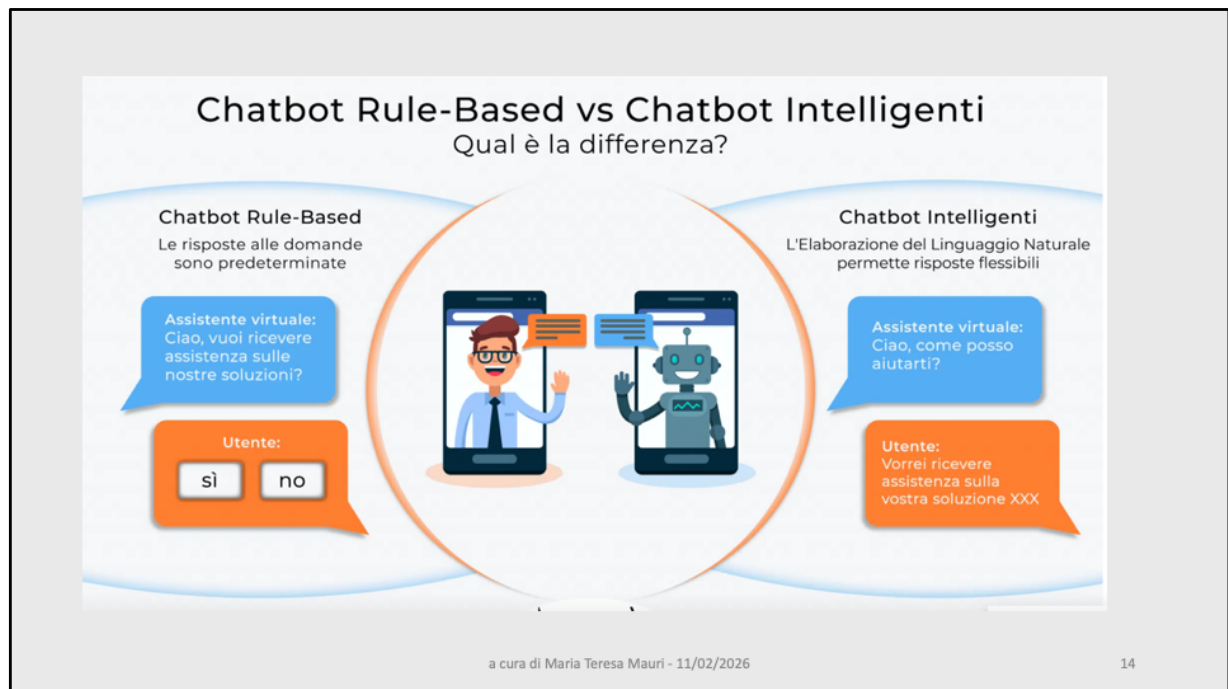 Chatbot Rule-Based vs Chatbot Intelligenti
Qual è la differenza?
Chatbot Rule-Based
Le risposte alle domande
sono predeterminate
Assistente virtuale:
Ciao, vuoi ricevere
assistenza sulle
nostre soluzioni?
Utente:
sì no
Chatbot Intelligenti
L'Elaborazione del Linguaggio Naturale
permette risposte flessibili
Assistente virtuale:
Ciao, come posso
aiutarti?
Utente:
Vorrei ricevere
assistenza sulla
vostra soluzione XXX
a cura di Maria Teresa Mauri - 11/02/2026
14